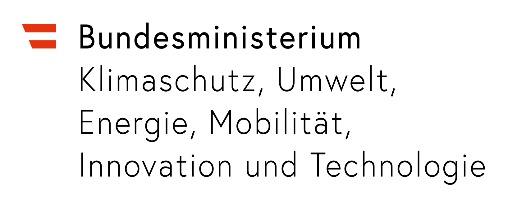 Bundesministerium
Klimaschutz, Umwelt,
Energie, Mobilität,
Innovation und Technologie